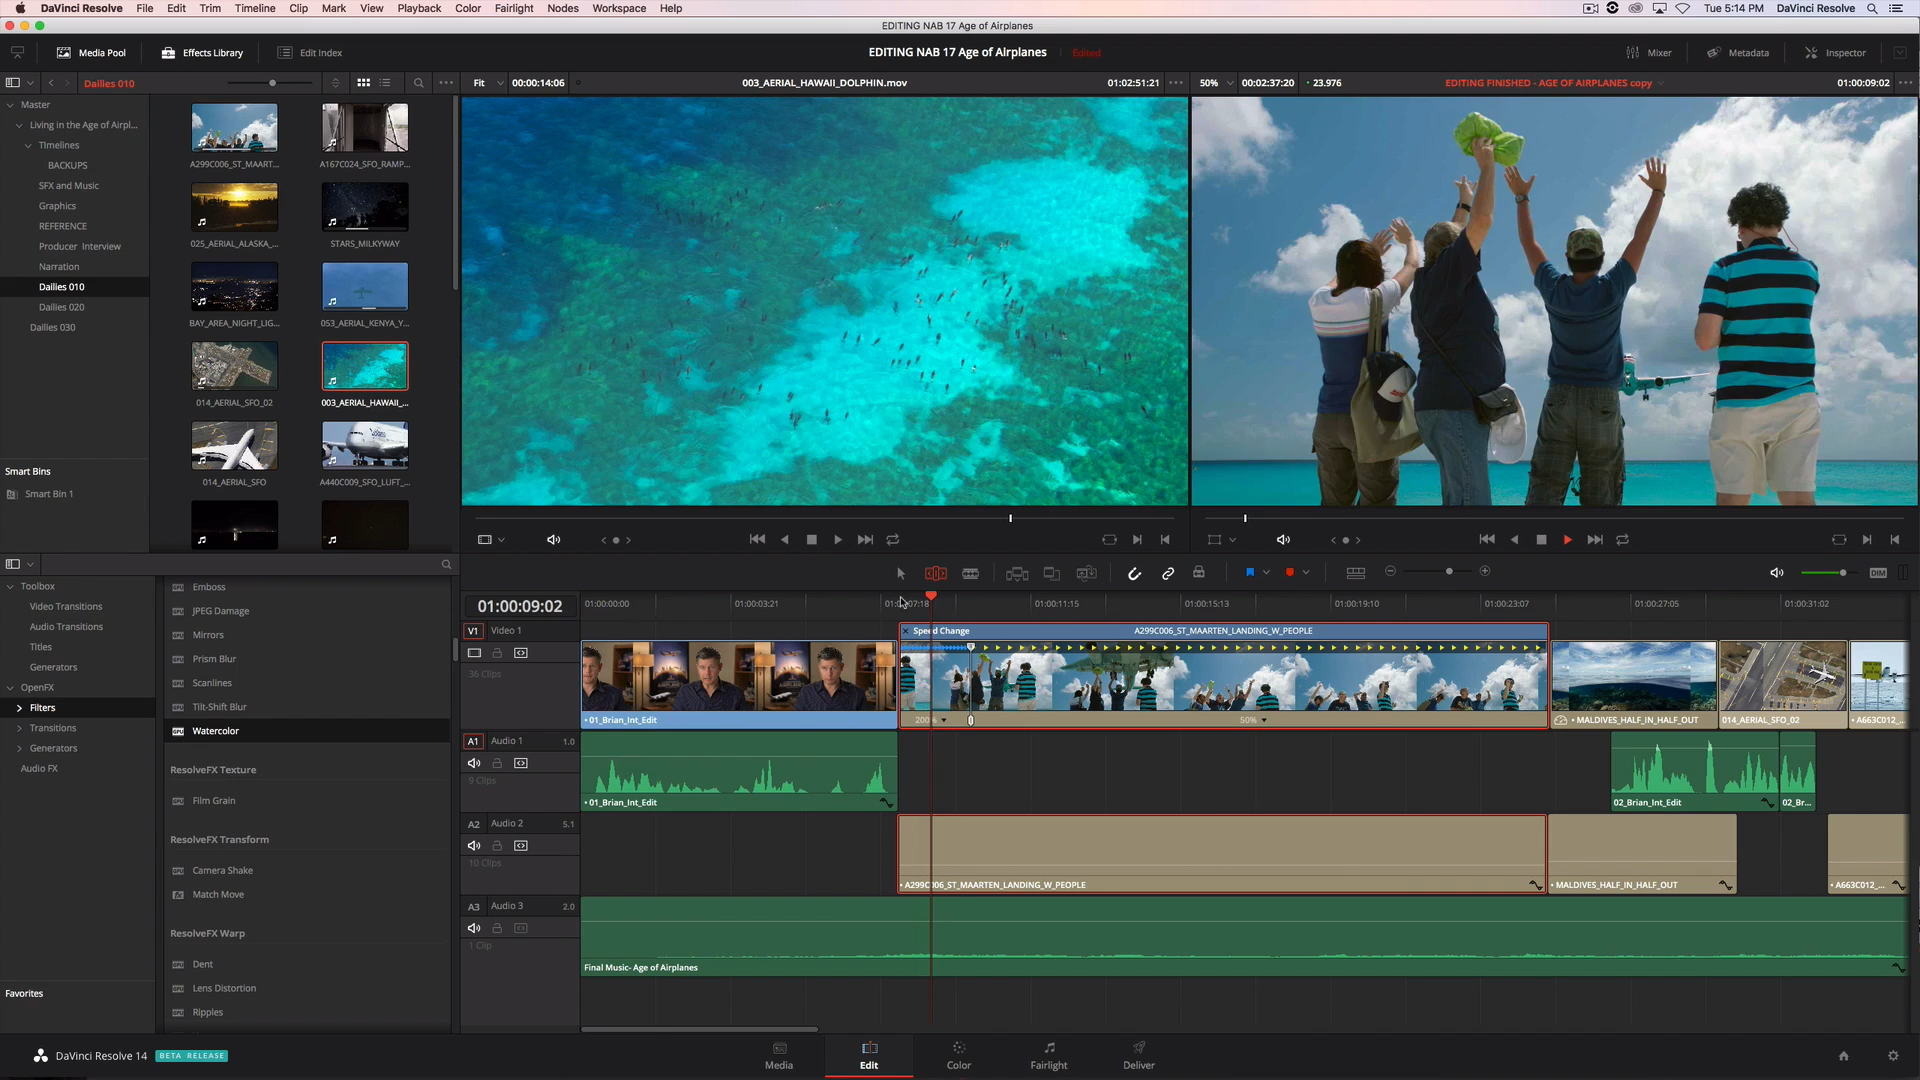 DaVinci Resolve File Edit Trim Timeline Clip Mark View Playback Color Fairlight Nodes Workspace Help Tue 5:14 PM DaVinci Resolve
EDITING NAB 17 Age of Airplanes
Media Pool Effects Library Edit Index EDITING NAB 17 Age of Airplanes Edited Mixer Metadata Inspector
Dailies 010 Fit 00:00:14:06 003_AERIAL_HAWAII_DOLPHIN.mov 01:02:51:21 50% 00:02:37:20 23.976 EDITING FINISHED - AGE OF AIRPLANES copy 01:00:09:02
Master
Living in the Age of Airpl...
Timelines
BACKUPS
SFX and Music
Graphics
REFERENCE
Producer Interview
Narration
Dailies 010
Dailies 020
Dailies 030
Smart Bins
Smart Bin 1
A299C006_ST_MAART... A167C024_SFO_RAMP...
025_AERIAL_ALASKA_... STARS_MILKYWAY
BAY_AREA_NIGHT_LIG... 053_AERIAL_KENYA_Y...
014_AERIAL_SFO_02 003_AERIAL_HAWAII_...
014_AERIAL_SFO A440C009_SFO_LUFT_...
Toolbox
Video Transitions
Audio Transitions
Titles
Generators
OpenFX
Filters
Transitions
Generators
Audio FX
Favorites
Emboss
JPEG Damage
Mirrors
Prism Blur
Scanlines
Tilt-Shift Blur
Watercolor
ResolveFX Texture
Film Grain
ResolveFX Transform
Camera Shake
Match Move
ResolveFX Warp
Dent
Lens Distortion
Ripples
DIM
01:00:09:02 01:00:00:00 01:00:03:21 01:00:11:15 01:00:15:13 01:00:19:10 01:00:23:07 01:00:27:05 01:00:31:02
V1 Video 1
36 Clips
Speed Change A299C006_ST_MAARTEN_LANDING_W_PEOPLE
01_Brian_Int_Edit 200% 50% MALDIVES_HALF_IN_HALF_OUT 014_AERIAL_SFO_02 A663C012_...
A1 Audio 1 1.0
9 Clips
01_Brian_Int_Edit 02_Brian_Int_Edit 02_Br...
A2 Audio 2 5.1
10 Clips
A299C006_ST_MAARTEN_LANDING_W_PEOPLE MALDIVES_HALF_IN_HALF_OUT A663C012_...
A3 Audio 3 2.0
1 Clip
Final Music- Age of Airplanes
DaVinci Resolve 14 BETA RELEASE
Media Edit Color Fairlight Deliver